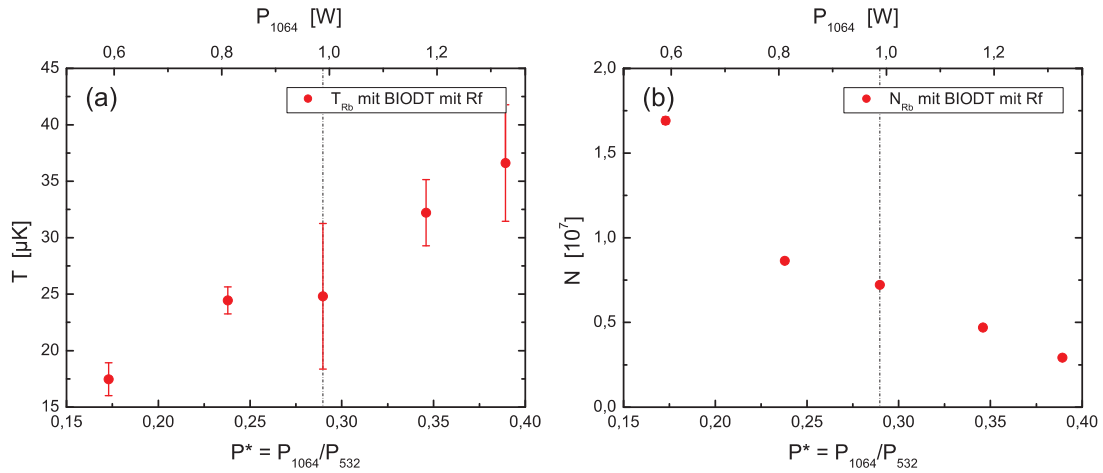 P1064 [W]
0,6 0,8 1,0 1,2
(a)
TRb mit BIODT mit Rf
45
40
35
30
25
20
15
T [µK]
0,15 0,20 0,25 0,30 0,35 0,40
P* = P1064/P532
P1064 [W]
0,6 0,8 1,0 1,2
(b)
NRb mit BIODT mit Rf
2,0
1,5
1,0
0,5
0,0
N [10⁷]
0,15 0,20 0,25 0,30 0,35 0,40
P* = P1064/P532